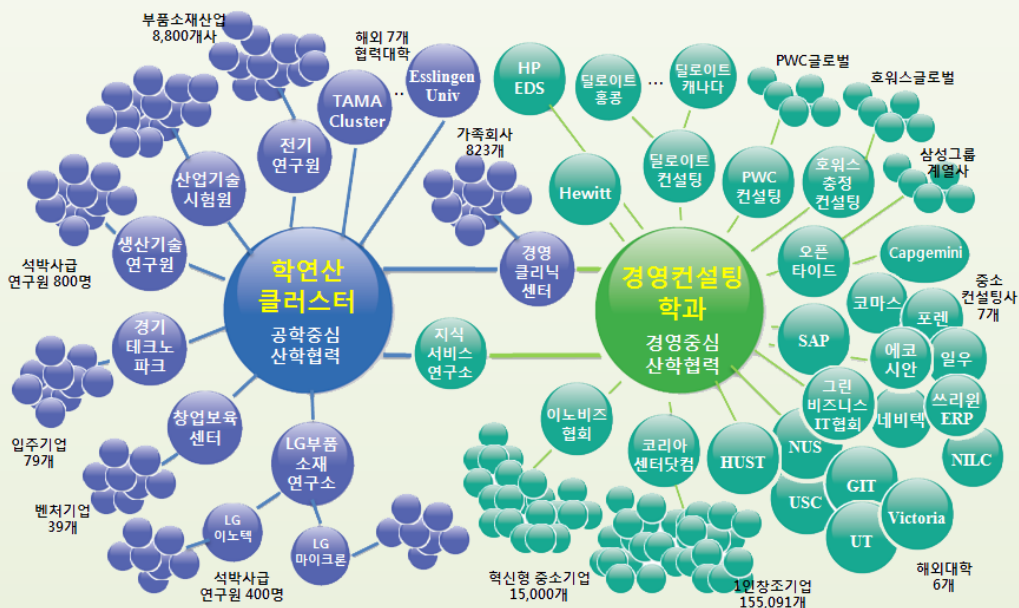 부품소재산업
8,800개사
해외 7개
협력대학
TAMA
Cluster
..
Esslingen
Univ
전기
연구원
산업기술
시험원
생산기술
연구원
석박사급
연구원 800명
가족회사
823개
경영
클리닉
센터
지식
서비스
연구소
학연산
클러스터
공학중심
산학협력
경기
테크노
파크
입주기업
79개
창업보육
센터
벤처기업
39개
LG부품
소재
연구소
LG
이노텍
LG
마이크론
석박사급
연구원 400명
HP
EDS
Hewitt
딜로이트
홍콩
...
딜로이트
캐나다
딜로이트
컨설팅
PWC글로벌
PWC
컨설팅
호워스글로벌
호워스
충정
컨설팅
삼성그룹
계열사
오픈
타이드
경영컨설팅
학과
경영중심
산학협력
Capgemini
중소
컨설팅사
7개
코마스
포렌
SAP
에코
시안
일우
그린
비즈니스
IT협회
네비텍
쓰리원
ERP
NILC
이노비즈
협회
혁신형 중소기업
15,000개
코리아
센터닷컴
1인창조기업
155,091개
HUST
NUS
USC
GIT
UT
Victoria
해외대학
6개